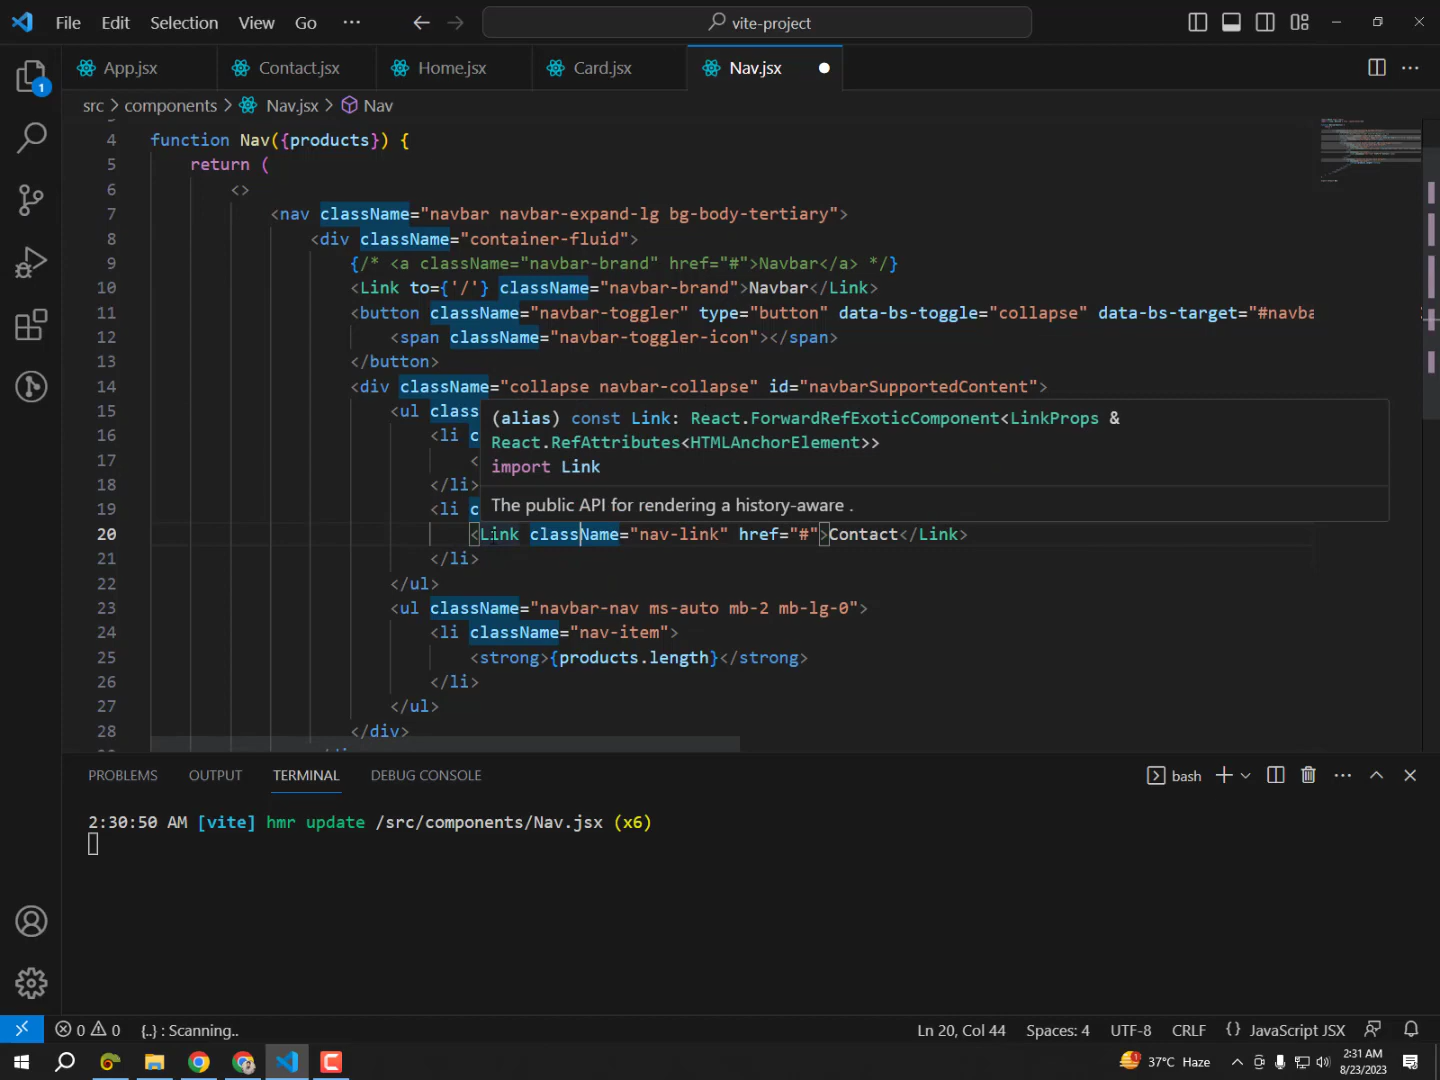 File Edit Selection View Go ··· vite-project
App.jsx Contact.jsx Home.jsx Card.jsx Nav.jsx
src > components > Nav.jsx > Nav
4 function Nav({products}) {
5 return (
6 <>
7 <nav className="navbar navbar-expand-lg bg-body-tertiary">
8 <div className="container-fluid">
9 {/* <a className="navbar-brand" href="#">Navbar</a> */}
10 <Link to={'/'} className="navbar-brand">Navbar</Link>
11 <button className="navbar-toggler" type="button" data-bs-toggle="collapse" data-bs-target="#navba
12 <span className="navbar-toggler-icon"></span>
13 </button>
14 <div className="collapse navbar-collapse" id="navbarSupportedContent">
15 <ul class
(alias) const Link: React.ForwardRefExoticComponent<LinkProps &
16 <li c
React.RefAttributes<HTMLAnchorElement>>
17 <
import Link
18 </li>
The public API for rendering a history-aware .
19 <li c
20 <Link className="nav-link" href="#">Contact</Link>
21 </li>
22 </ul>
23 <ul className="navbar-nav ms-auto mb-2 mb-lg-0">
24 <li className="nav-item">
25 <strong>{products.length}</strong>
26 </li>
27 </ul>
28 </div>
PROBLEMS OUTPUT TERMINAL DEBUG CONSOLE bash
2:30:50 AM [vite] hmr update /src/components/Nav.jsx (x6)
0 0 {..} : Scanning.. Ln 20, Col 44 Spaces: 4 UTF-8 CRLF {} JavaScript JSX
37°C Haze 2:31 AM
8/23/2023